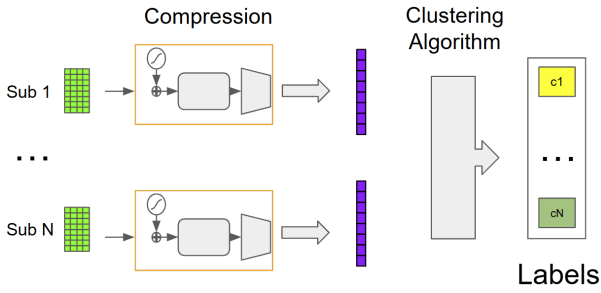 Compression
Clustering
Algorithm
Sub 1
c1
...
...
Sub N
cN
Labels